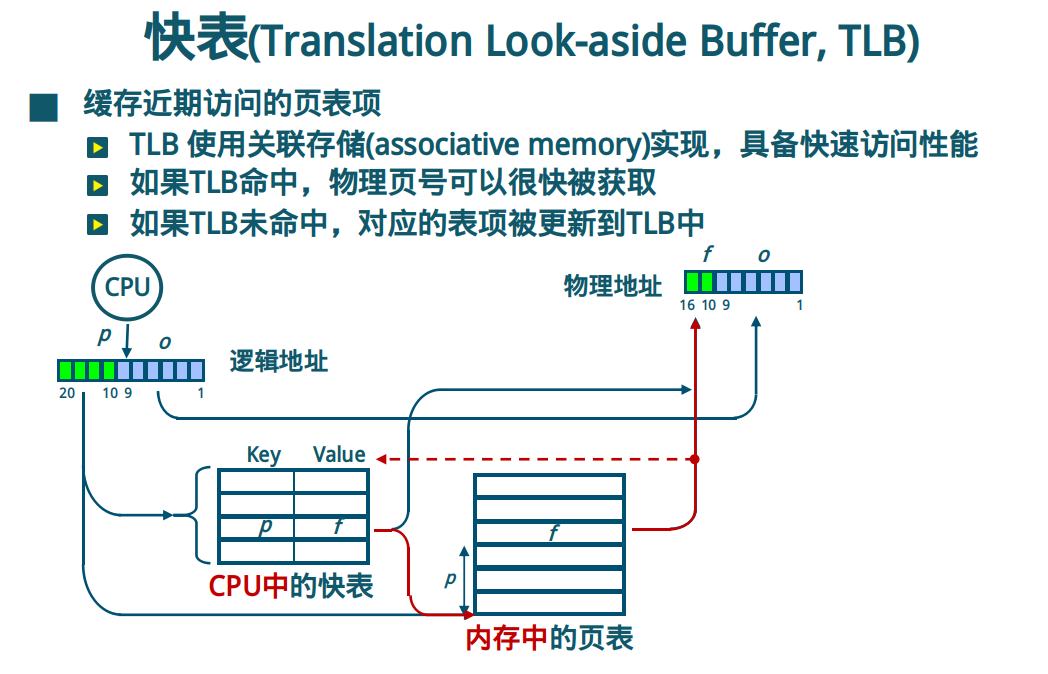 快表(Translation Look-aside Buffer, TLB)
缓存近期访问的页表项
TLB 使用关联存储(associative memory)实现，具备快速访问性能
如果TLB命中，物理页号可以很快被获取
如果TLB未命中，对应的表项被更新到TLB中
f o
CPU
物理地址
16 10 9 1
p o
逻辑地址
20 10 9 1
Key Value
p f
f
p
CPU中的快表
内存中的页表